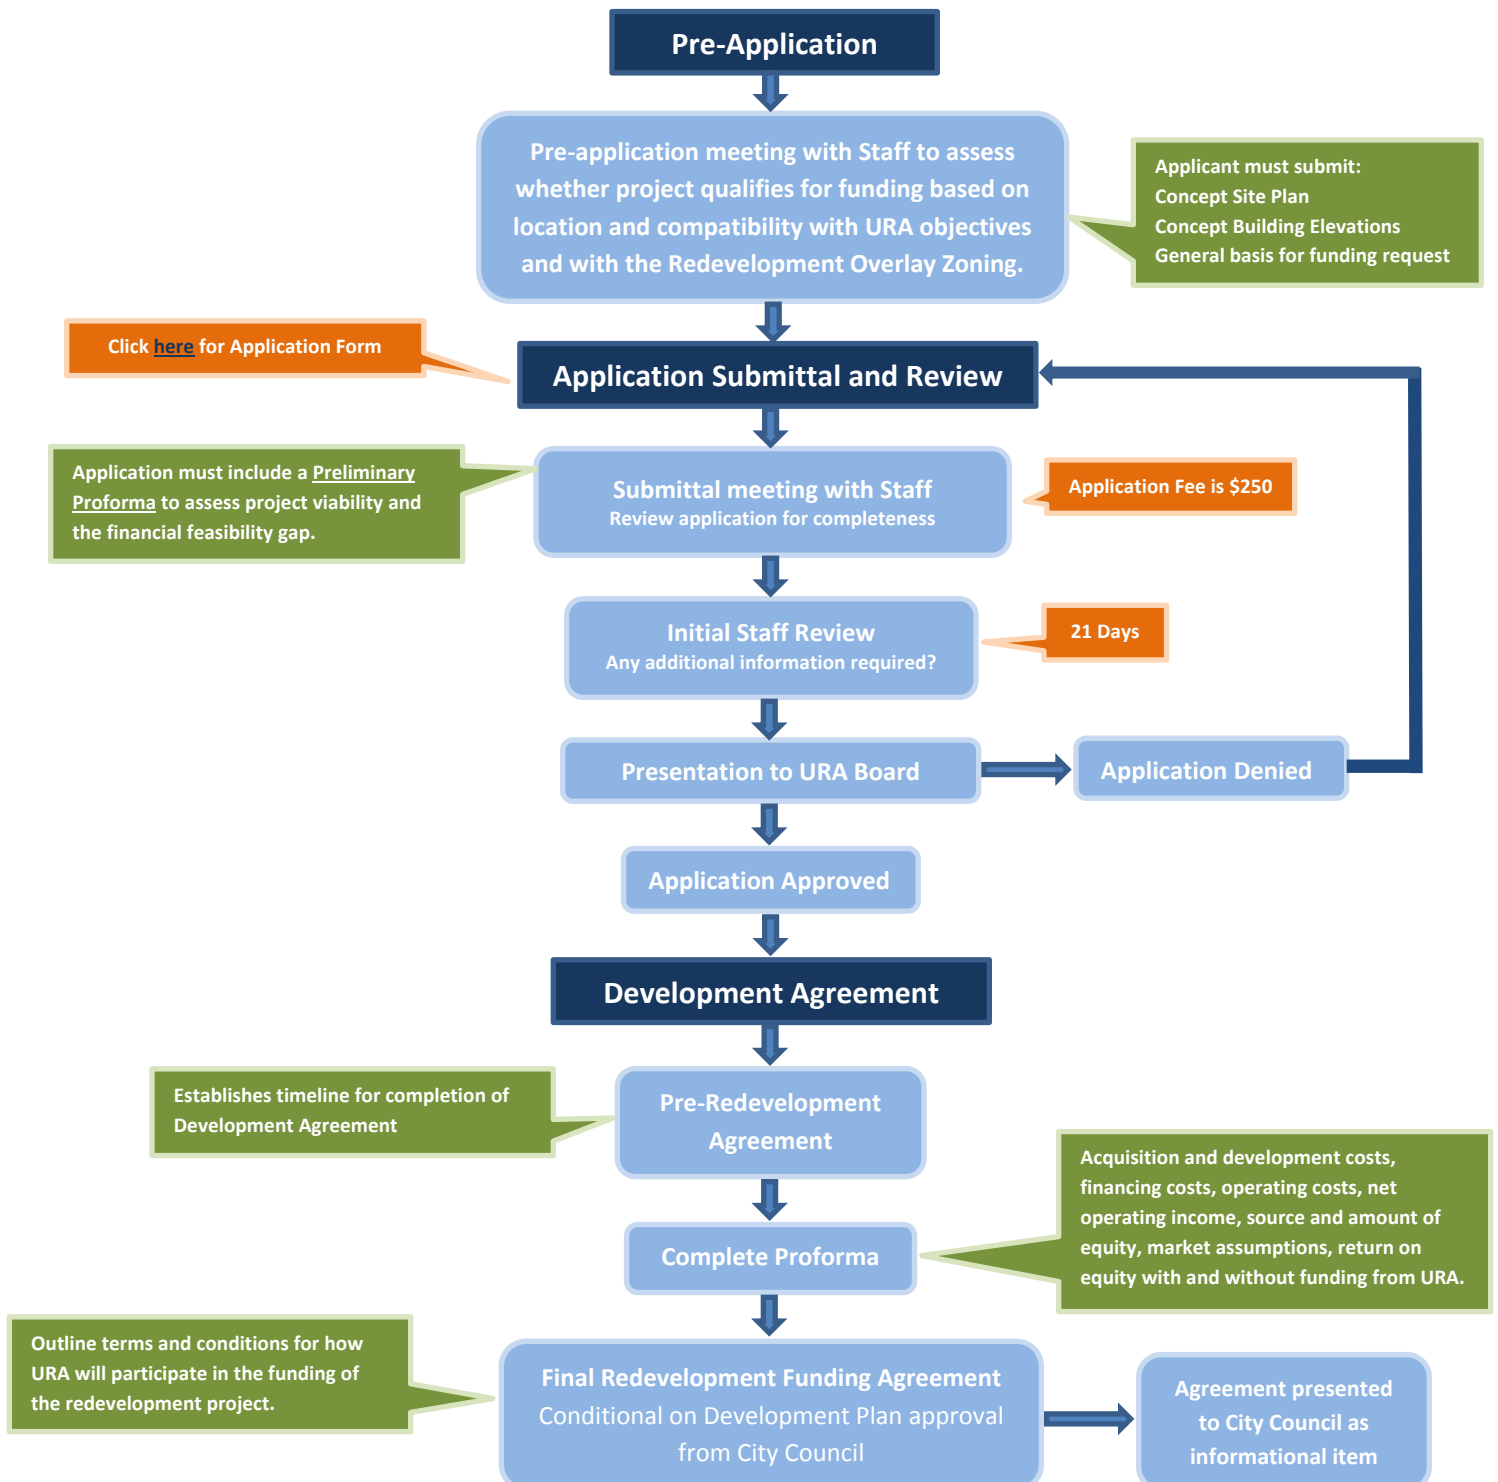 Pre-Application
Pre-application meeting with Staff to assess
whether project qualifies for funding based on
location and compatibility with URA objectives
and with the Redevelopment Overlay Zoning.
Applicant must submit:
Concept Site Plan
Concept Building Elevations
General basis for funding request
Click here for Application Form
Application Submittal and Review
Application must include a Preliminary
Proforma to assess project viability and
the financial feasibility gap.
Submittal meeting with Staff
Review application for completeness
Application Fee is $250
Initial Staff Review
Any additional information required?
21 Days
Presentation to URA Board
Application Denied
Application Approved
Development Agreement
Establishes timeline for completion of
Development Agreement
Pre-Redevelopment
Agreement
Acquisition and development costs,
financing costs, operating costs, net
operating income, source and amount of
equity, market assumptions, return on
equity with and without funding from URA.
Complete Proforma
Outline terms and conditions for how
URA will participate in the funding of
the redevelopment project.
Final Redevelopment Funding Agreement
Conditional on Development Plan approval
from City Council
Agreement presented
to City Council as
informational item